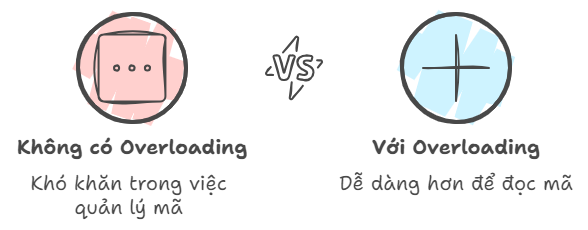 VS
Không có Overloading
Khó khăn trong việc
quản lý mã
Với Overloading
Dễ dàng hơn để đọc mã